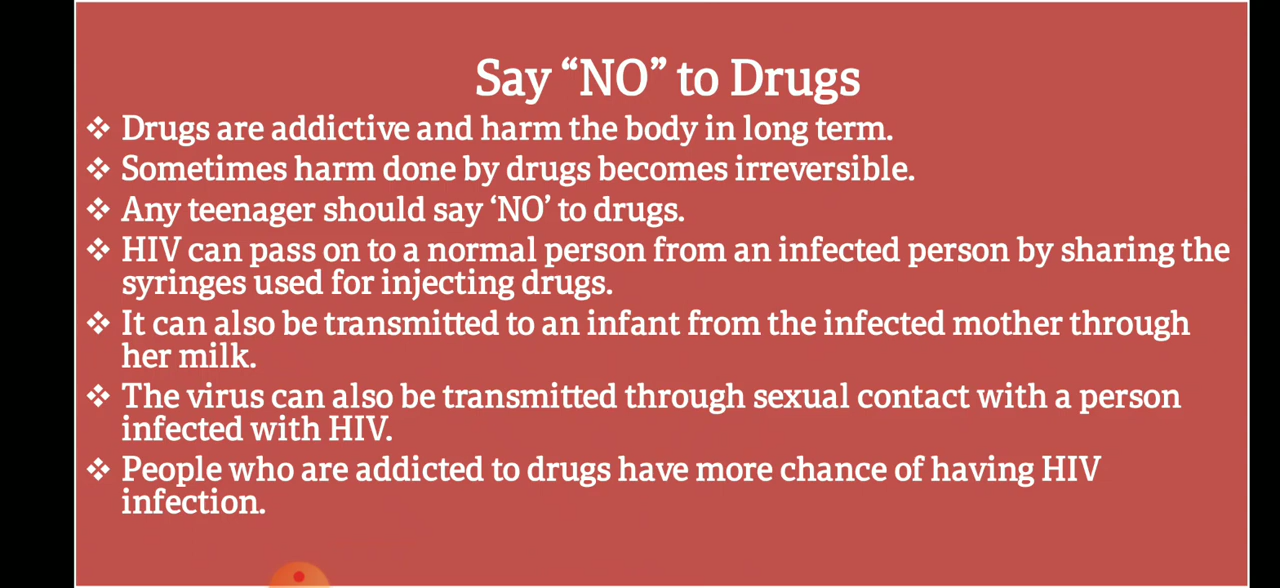 Say “NO” to Drugs
❖ Drugs are addictive and harm the body in long term.
❖ Sometimes harm done by drugs becomes irreversible.
❖ Any teenager should say ‘NO’ to drugs.
❖ HIV can pass on to a normal person from an infected person by sharing the
syringes used for injecting drugs.
❖ It can also be transmitted to an infant from the infected mother through
her milk.
❖ The virus can also be transmitted through sexual contact with a person
infected with HIV.
❖ People who are addicted to drugs have more chance of having HIV
infection.